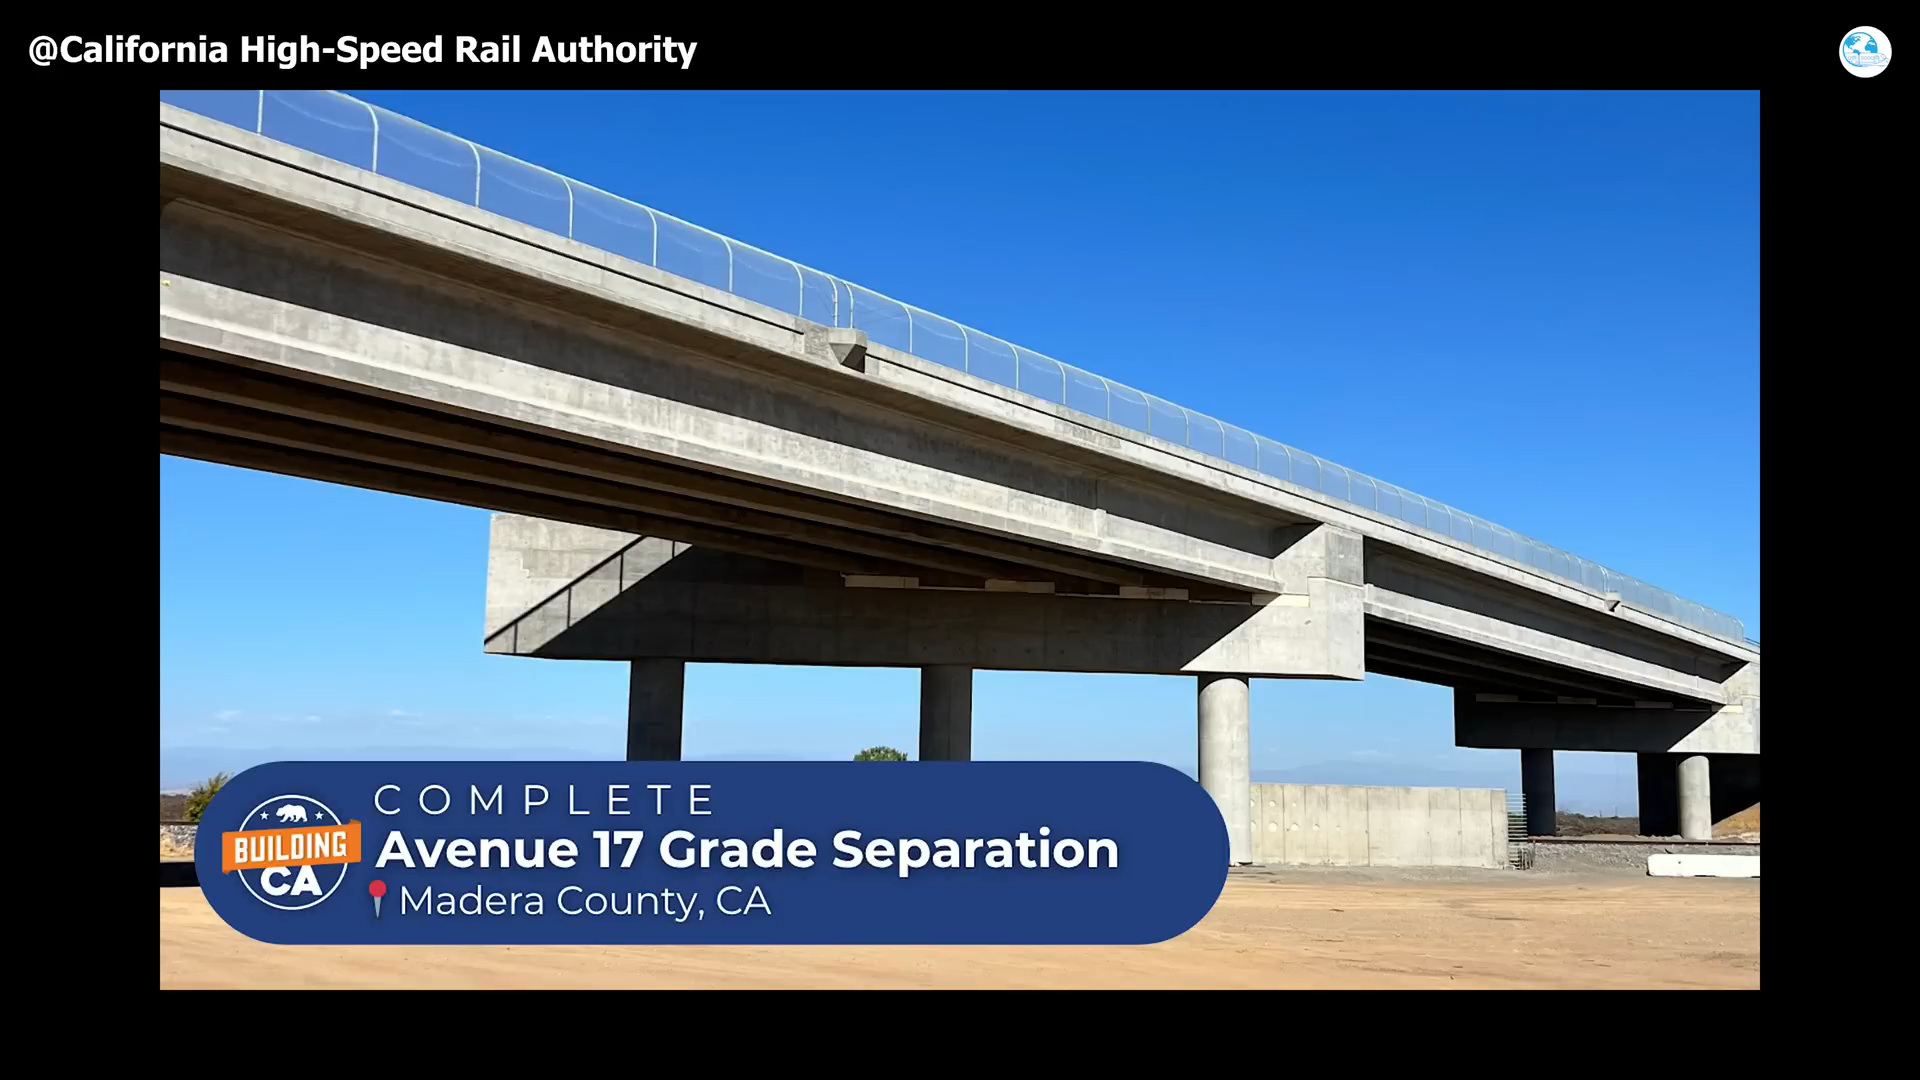 @California High-Speed Rail Authority
COMPLETE
BUILDING
CA
Avenue 17 Grade Separation
Madera County, CA